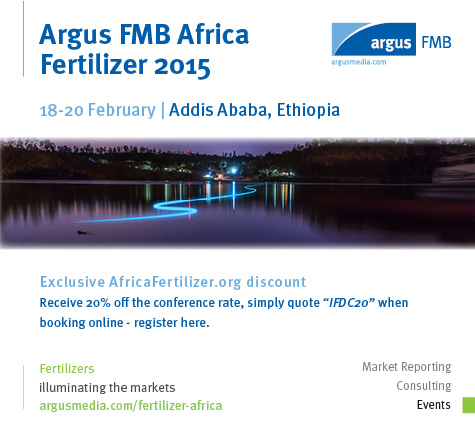 Argus FMB Africa
Fertilizer 2015
argus FMB
argusmedia.com
18-20 February | Addis Ababa, Ethiopia
Exclusive AfricaFertilizer.org discount
Receive 20% off the conference rate, simply quote “IFDC20” when
booking online - register here.
Fertilizers
illuminating the markets
argusmedia.com/fertilizer-africa
Market Reporting
Consulting
Events